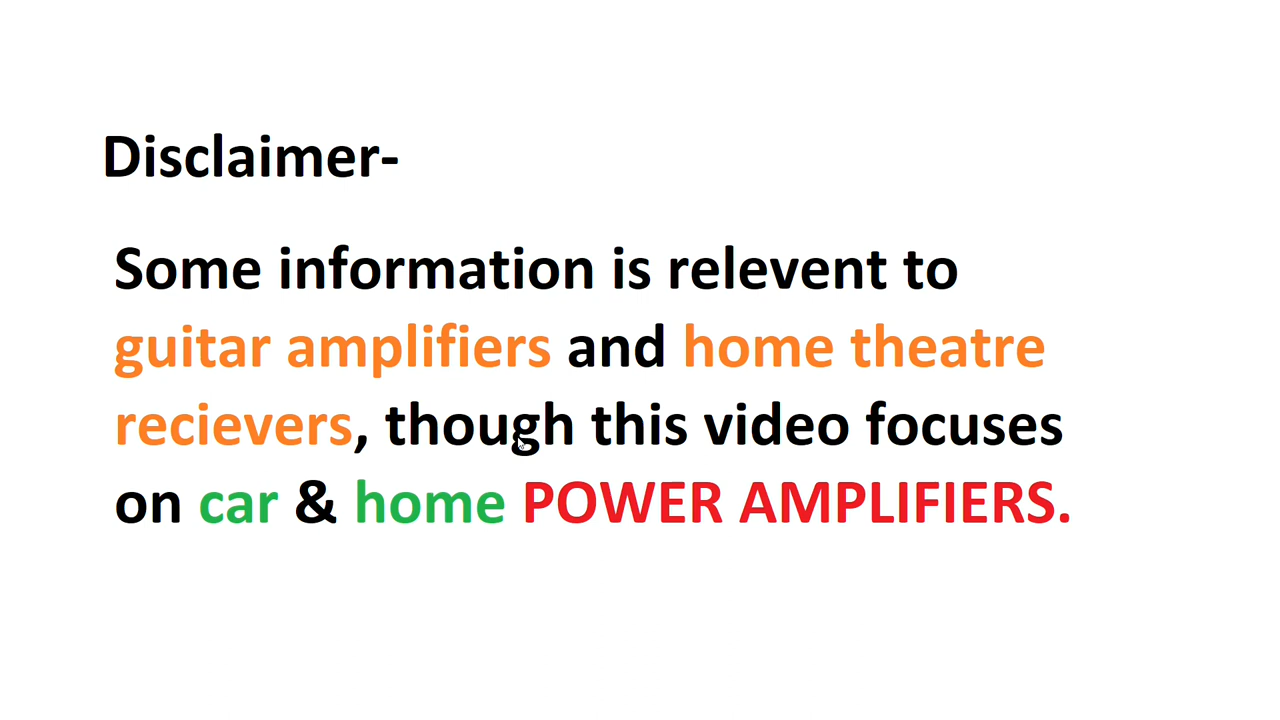 Disclaimer-
Some information is relevent to
guitar amplifiers and home theatre
recievers, though this video focuses
on car & home POWER AMPLIFIERS.